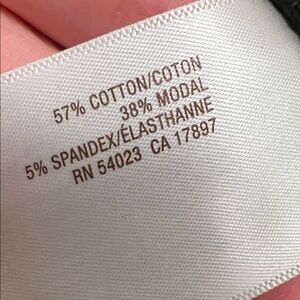 57% COTTON/COTON
38% MODAL
5% SPANDEX/ÉLASTHANNE
RN 54023 CA 17897